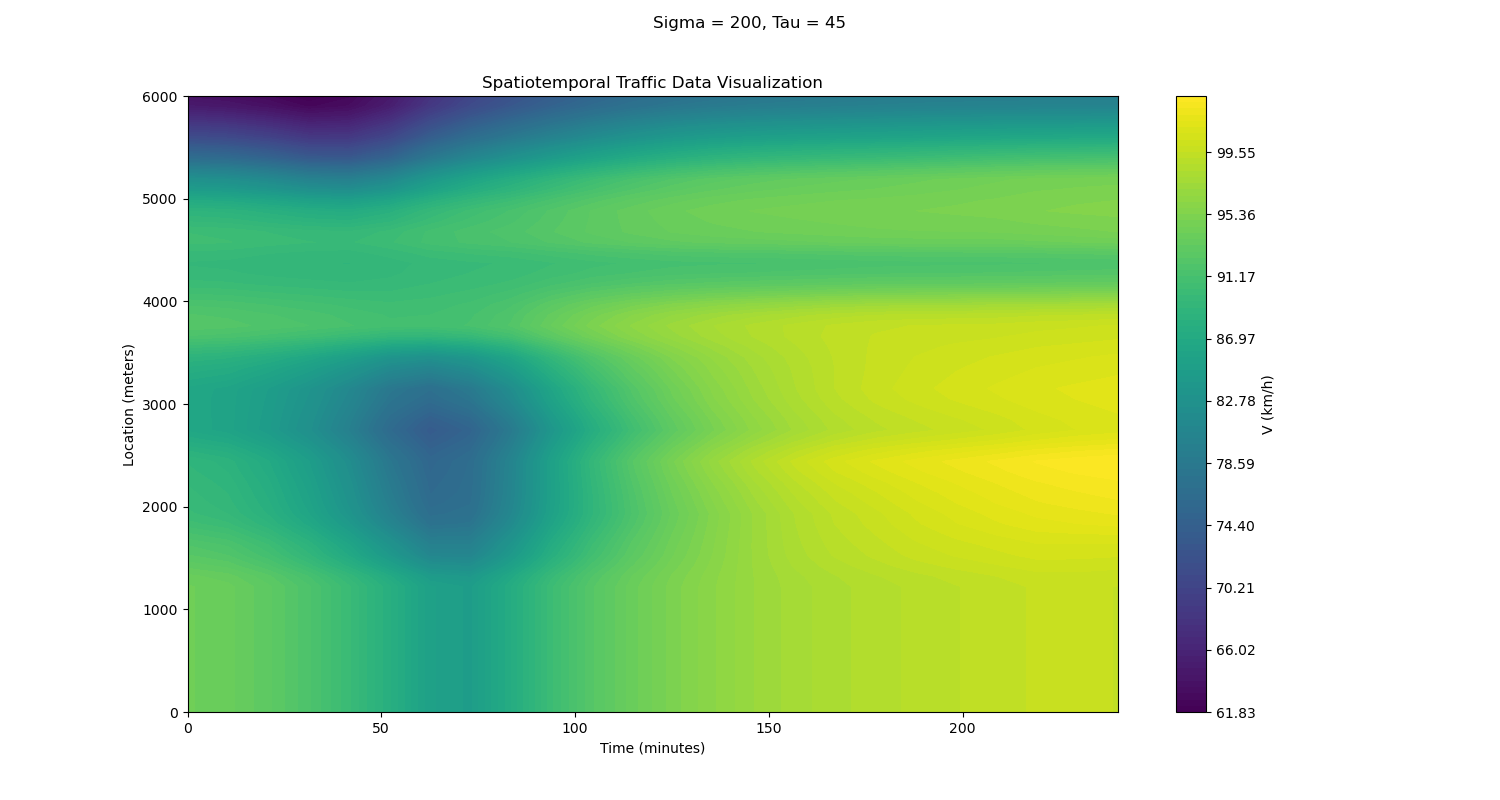 Sigma = 200, Tau = 45
Spatiotemporal Traffic Data Visualization
6000
5000
4000
3000
2000
1000
0
Location (meters)
0 50 100 150 200
Time (minutes)
99.55
95.36
91.17
86.97
82.78
78.59
74.40
70.21
66.02
61.83
V (km/h)